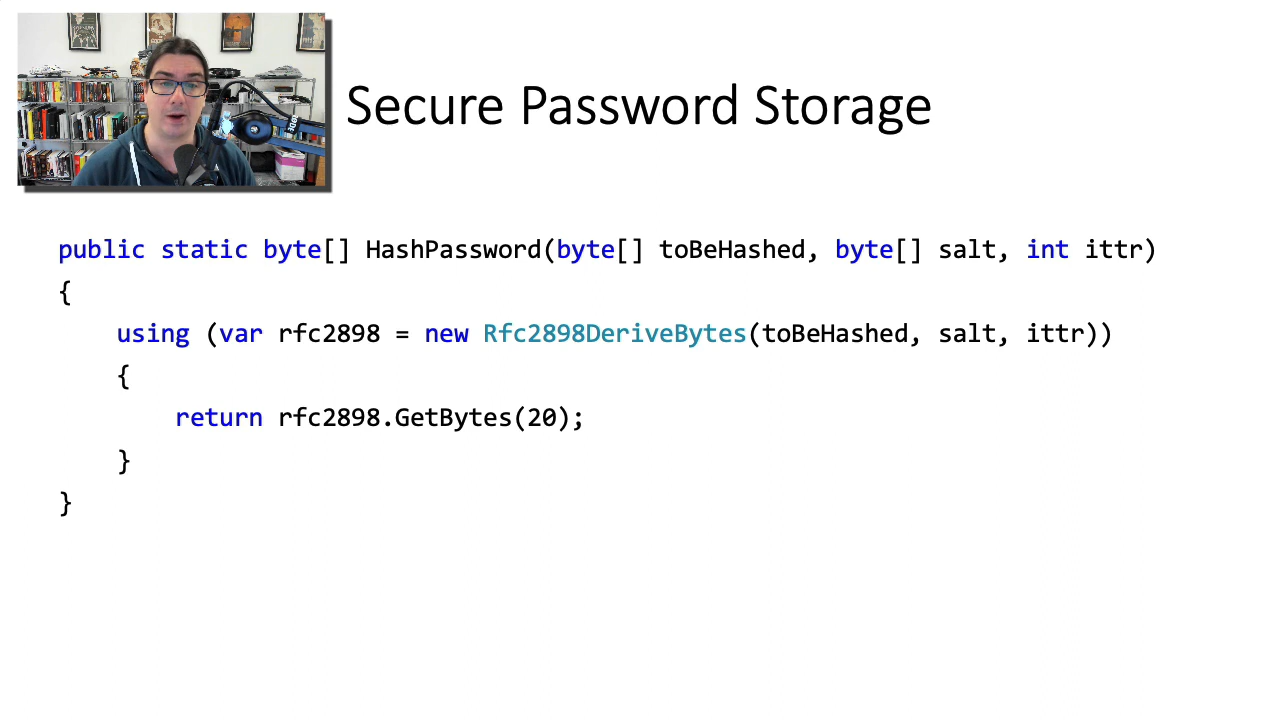 Secure Password Storage
public static byte[] HashPassword(byte[] toBeHashed, byte[] salt, int ittr)
{
    using (var rfc2898 = new Rfc2898DeriveBytes(toBeHashed, salt, ittr))
    {
        return rfc2898.GetBytes(20);
    }
}